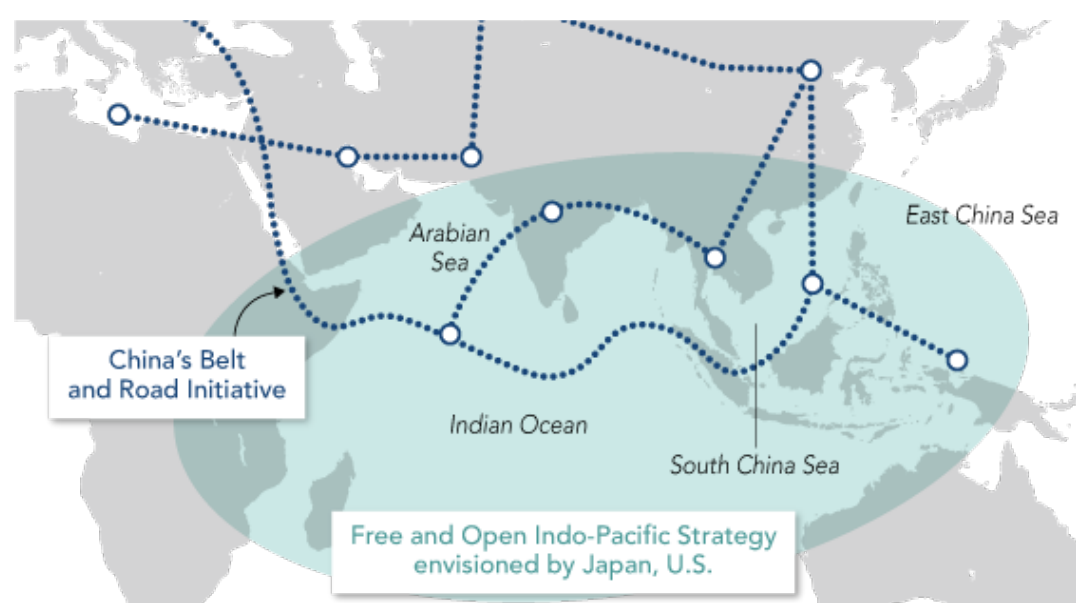 East China Sea
Arabian
Sea
China's Belt
and Road Initiative
Indian Ocean
South China Sea
Free and Open Indo-Pacific Strategy
envisioned by Japan, U.S.